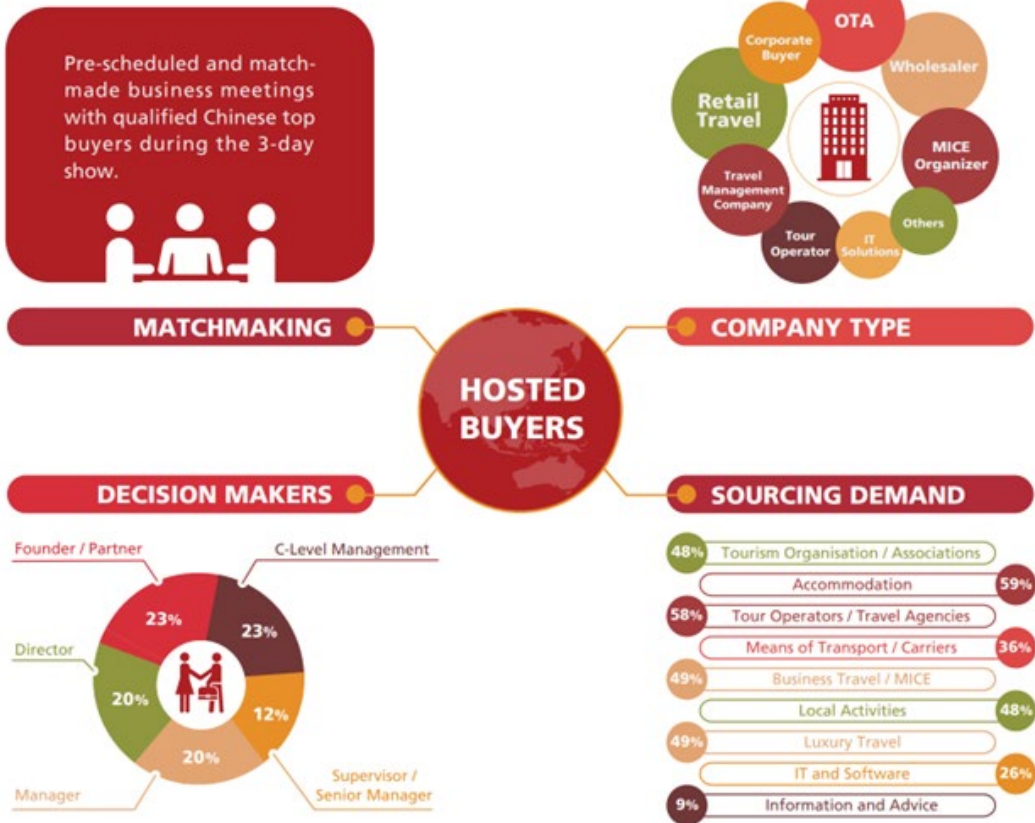 Pre-scheduled and match-
made business meetings
with qualified Chinese top
buyers during the 3-day
show.
OTA
Corporate
Buyer
Wholesaler
Retail
Travel
MICE
Organizer
Travel
Management
Company
Others
Tour
Operator
IT
Solutions
MATCHMAKING
COMPANY TYPE
HOSTED
BUYERS
DECISION MAKERS
SOURCING DEMAND
Founder / Partner
C-Level Management
23%
23%
Director
20%
12%
20%
Supervisor /
Senior Manager
Manager
48% Tourism Organisation / Associations
Accommodation 59%
58% Tour Operators / Travel Agencies
Means of Transport / Carriers 36%
49% Business Travel / MICE
Local Activities 48%
49% Luxury Travel
IT and Software 26%
9% Information and Advice